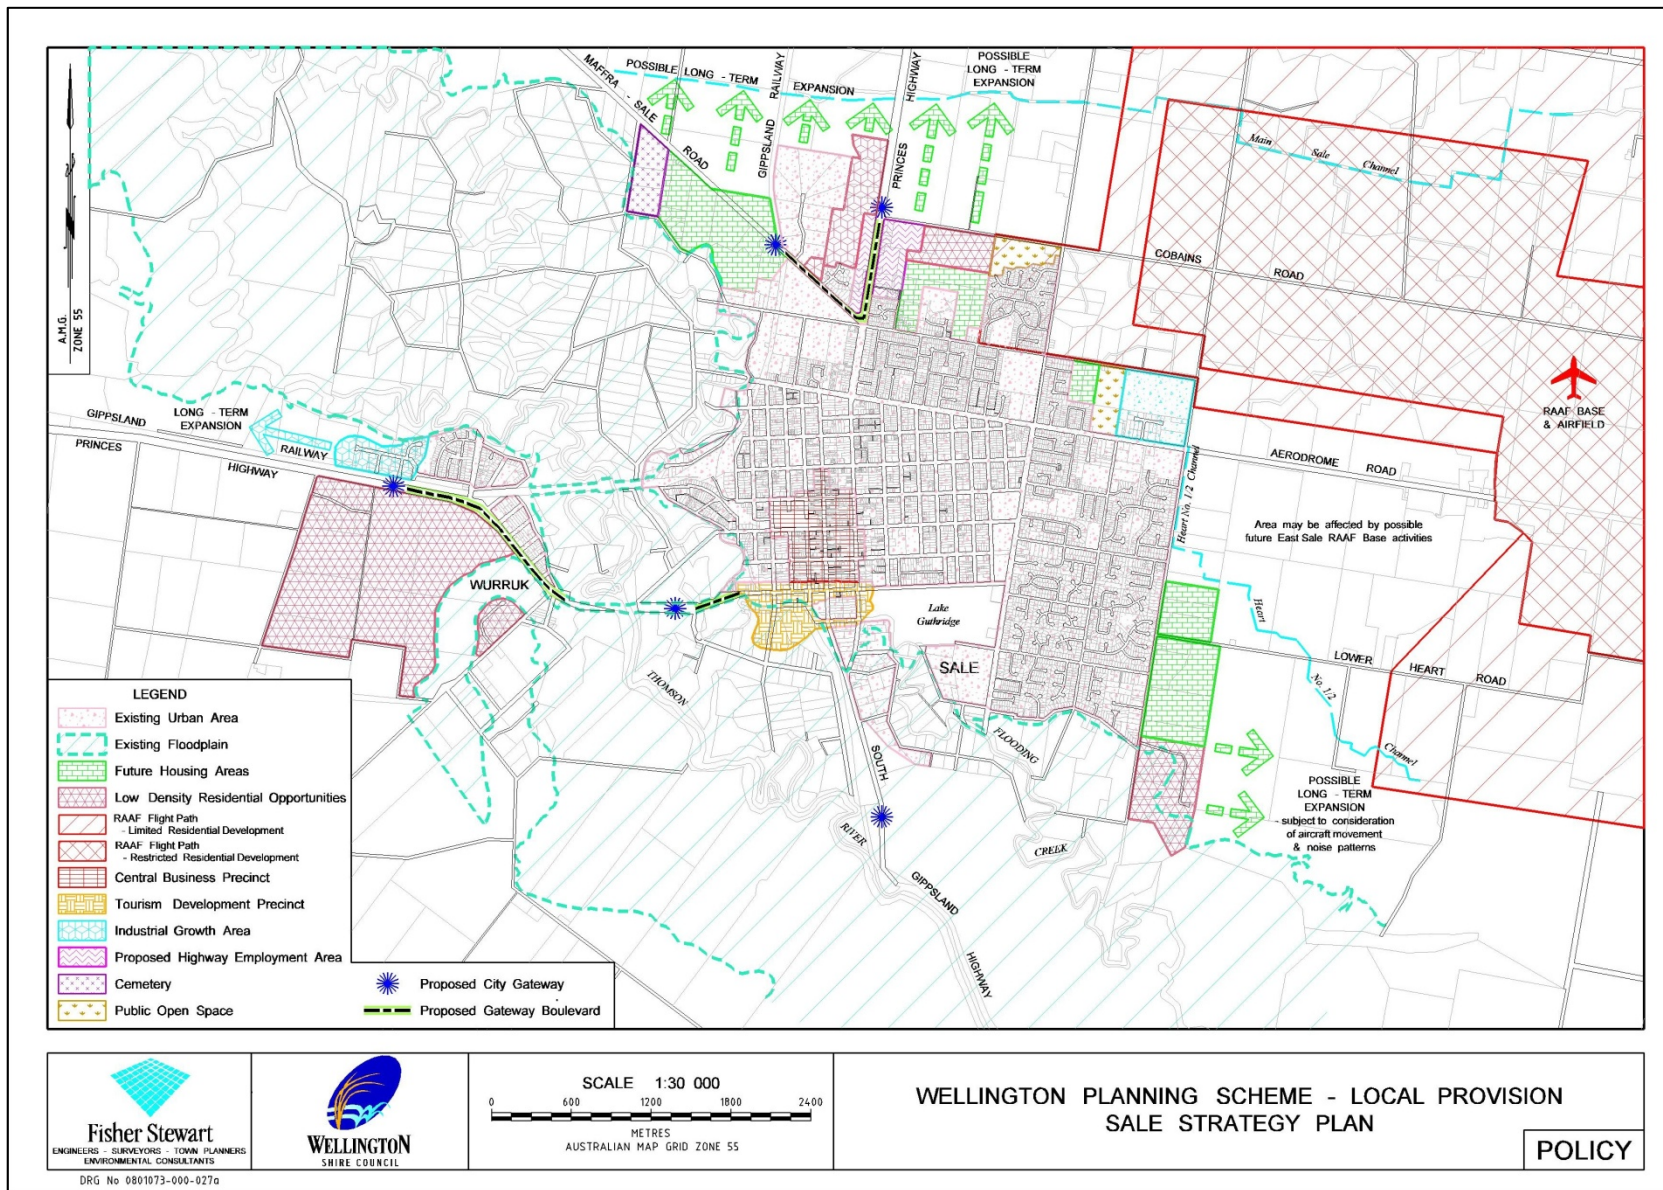 POSSIBLE LONG - TERM EXPANSION
POSSIBLE
LONG - TERM
EXPANSION
MAFFRA - SALE ROAD
GIPPSLAND RAILWAY
PRINCES HIGHWAY
Main Sale Channel
A.M.G.
ZONE 55
COBAINS ROAD
RAAF BASE
& AIRFIELD
GIPPSLAND RAILWAY
LONG - TERM
EXPANSION
PRINCES HIGHWAY
AERODROME ROAD
Heart No. 1/2 Channel
Area may be affected by possible
future East Sale RAAF Base activities
WURRUK
Lake
Guthridge
Heart No. 1/2 Channel
LOWER HEART ROAD
SALE
THOMSON RIVER
FLOODING CREEK
SOUTH GIPPSLAND HIGHWAY
POSSIBLE
LONG - TERM
EXPANSION
- subject to consideration
of aircraft movement
& noise patterns
LEGEND
Existing Urban Area
Existing Floodplain
Future Housing Areas
Low Density Residential Opportunities
RAAF Flight Path
- Limited Residential Development
RAAF Flight Path
- Restricted Residential Development
Central Business Precinct
Tourism Development Precinct
Industrial Growth Area
Proposed Highway Employment Area
Cemetery
Public Open Space
Proposed City Gateway
Proposed Gateway Boulevard
Fisher Stewart
ENGINEERS - SURVEYORS - TOWN PLANNERS
ENVIRONMENTAL CONSULTANTS
DRG No 0801073-000-027a
WELLINGTON
SHIRE COUNCIL
SCALE 1:30 000
0 600 1200 1800 2400
METRES
AUSTRALIAN MAP GRID ZONE 55
WELLINGTON PLANNING SCHEME - LOCAL PROVISION
SALE STRATEGY PLAN
POLICY